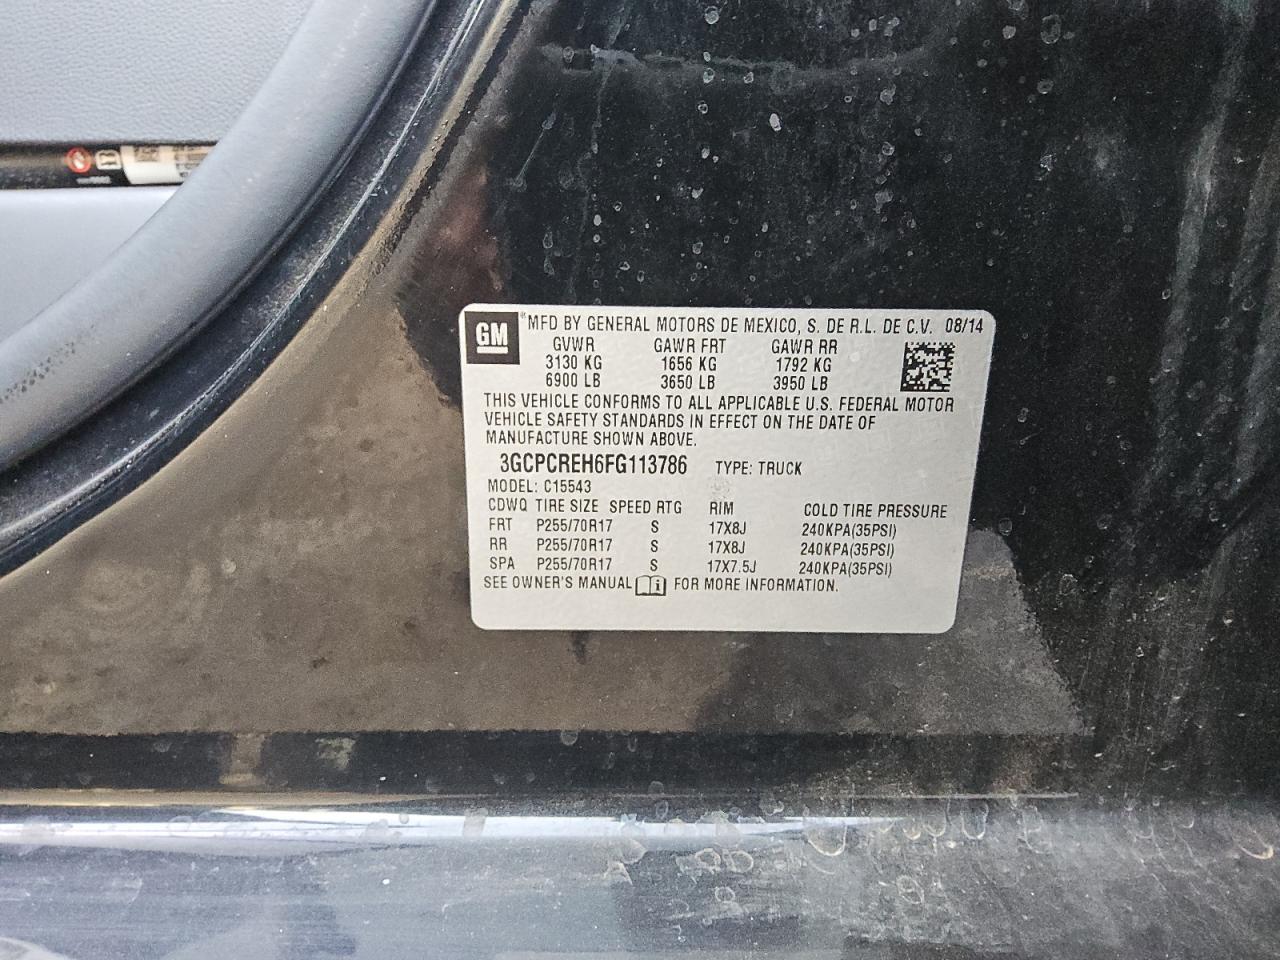 GM
® MFD BY GENERAL MOTORS DE MEXICO, S. DE R.L. DE C.V. 08/14
GVWR GAWR FRT GAWR RR
3130 KG 1656 KG 1792 KG
6900 LB 3650 LB 3950 LB
THIS VEHICLE CONFORMS TO ALL APPLICABLE U.S. FEDERAL MOTOR
VEHICLE SAFETY STANDARDS IN EFFECT ON THE DATE OF
MANUFACTURE SHOWN ABOVE.
3GCPCREH6FG113786 TYPE: TRUCK
MODEL: C15543
CDWQ TIRE SIZE SPEED RTG RIM COLD TIRE PRESSURE
FRT P255/70R17 S 17X8J 240KPA(35PSI)
RR P255/70R17 S 17X8J 240KPA(35PSI)
SPA P255/70R17 S 17X7.5J 240KPA(35PSI)
SEE OWNER'S MANUAL FOR MORE INFORMATION.